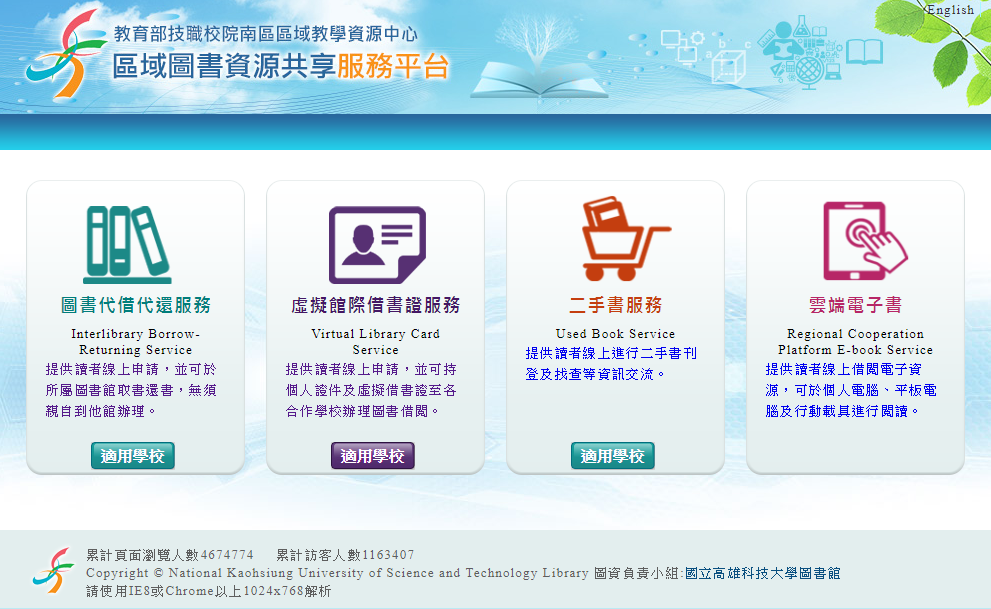 /English
教育部技職校院南區區域教學資源中心
區域圖書資源共享服務平台
圖書代借代還服務
Interlibrary Borrow-
Returning Service
提供讀者線上申請，並可於
所屬圖書館取書還書，無須
親自到他館辦理。
適用學校
虛擬館際借書證服務
Virtual Library Card
Service
提供讀者線上申請，並可持
個人證件及虛擬借書證至各
合作學校辦理圖書借閱。
適用學校
二手書服務
Used Book Service
提供讀者線上進行二手書刊
登及找查等資訊交流。
適用學校
雲端電子書
Regional Cooperation
Platform E-book Service
提供讀者線上借閱電子資
源，可於個人電腦、平板電
腦及行動載具進行閱讀。
累計頁面瀏覽人數4674774 累計訪客人數1163407
Copyright © National Kaohsiung University of Science and Technology Library 圖資負責小組:國立高雄科技大學圖書館
請使用IE8或Chrome以上1024x768解析